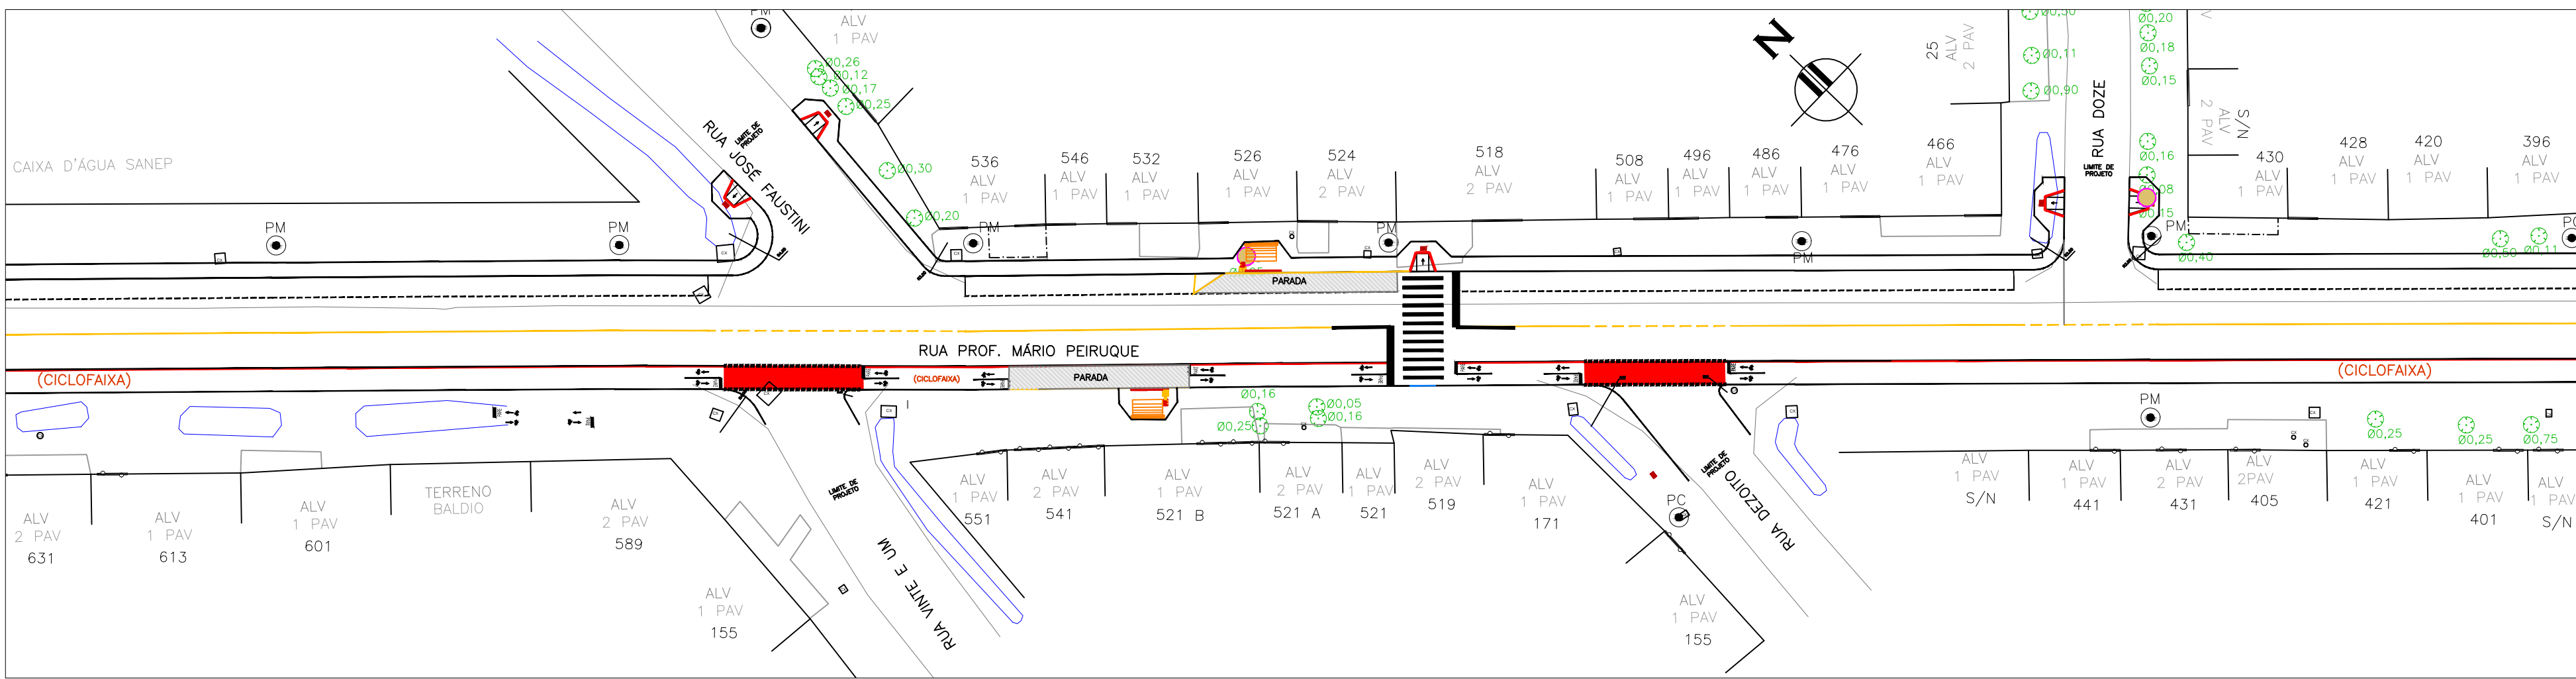 PM
ALV
1 PAV
Ø0,26
Ø0,12
Ø0,17
Ø0,25
N
25
ALV
2 PAV
Ø0,50
Ø0,11
Ø0,90
RUA DOZE
LIMITE DE
PROJETO
Ø0,20
Ø0,18
Ø0,15
Ø0,16
Ø0,08
Ø0,15
ALV
2 PAV
S/N
CAIXA D'ÁGUA SANEP
RUA JOSÉ FAUSTINI
LIMITE DE
PROJETO
Ø0,30
Ø0,20
536
ALV
1 PAV
546
ALV
1 PAV
532
ALV
1 PAV
526
ALV
1 PAV
524
ALV
2 PAV
518
ALV
2 PAV
508
ALV
1 PAV
496
ALV
1 PAV
486
ALV
1 PAV
476
ALV
1 PAV
466
ALV
1 PAV
430
ALV
1 PAV
428
ALV
1 PAV
420
ALV
1 PAV
396
ALV
1 PAV
PM
PM
PM
PM
PM
PM
Ø0,40
Ø0,50
Ø0,11
PARADA
RUA PROF. MÁRIO PEIRUQUE
(CICLOFAIXA)
(CICLOFAIXA)
PARADA
(CICLOFAIXA)
Ø0,16
Ø0,25
Ø0,05
Ø0,16
PM
Ø0,25
Ø0,25
Ø0,75
ALV
2 PAV
631
ALV
1 PAV
613
ALV
1 PAV
601
TERRENO
BALDIO
ALV
2 PAV
589
ALV
1 PAV
155
LIMITE DE
PROJETO
RUA VINTE E UM
ALV
1 PAV
551
ALV
2 PAV
541
ALV
1 PAV
521 B
ALV
2 PAV
521 A
ALV
1 PAV
521
ALV
2 PAV
519
ALV
1 PAV
171
PC
LIMITE DE
PROJETO
RUA DEZOITO
ALV
1 PAV
155
ALV
1 PAV
S/N
ALV
1 PAV
441
ALV
2 PAV
431
ALV
2PAV
405
ALV
1 PAV
421
ALV
1 PAV
401
ALV
1 PAV
S/N